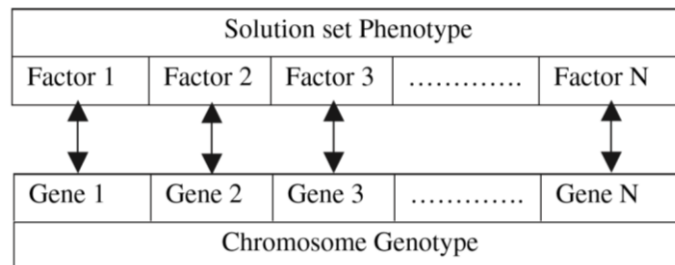 Solution set Phenotype
Factor 1 Factor 2 Factor 3 ............. Factor N
Gene 1 Gene 2 Gene 3 ............. Gene N
Chromosome Genotype